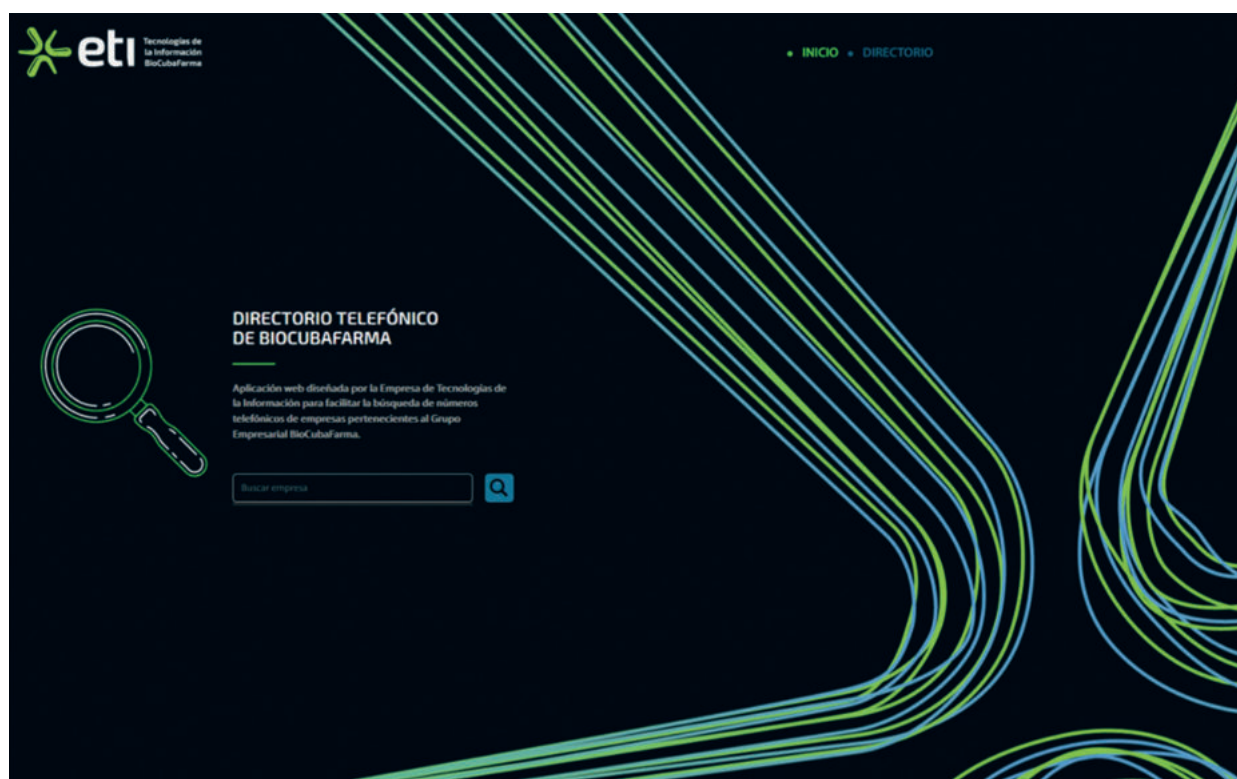 eti
Tecnologías de
la Información
BioCubaFarma
INICIO
DIRECTORIO
DIRECTORIO TELEFÓNICO
DE BIOCUBAFARMA
Aplicación web diseñada por la Empresa de Tecnologías de
la Información para facilitar la búsqueda de números
telefónicos de empresas pertenecientes al Grupo
Empresarial BioCubaFarma.
Buscar empresa